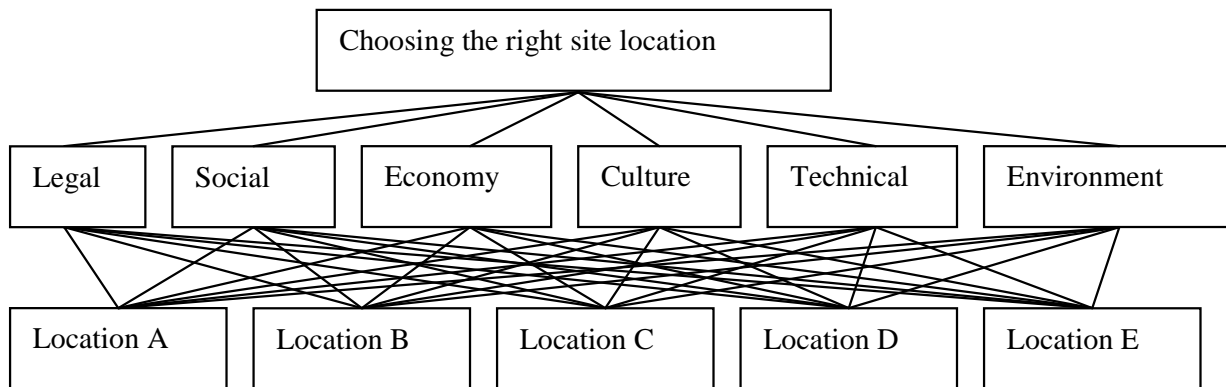 Choosing the right site location
Legal
Social
Economy
Culture
Technical
Environment
Location A
Location B
Location C
Location D
Location E